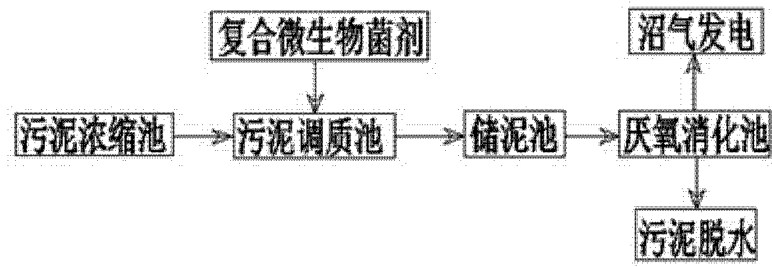 复合微生物菌剂
沼气发电
污泥浓缩池
污泥调质池
储泥池
厌氧消化池
污泥脱水